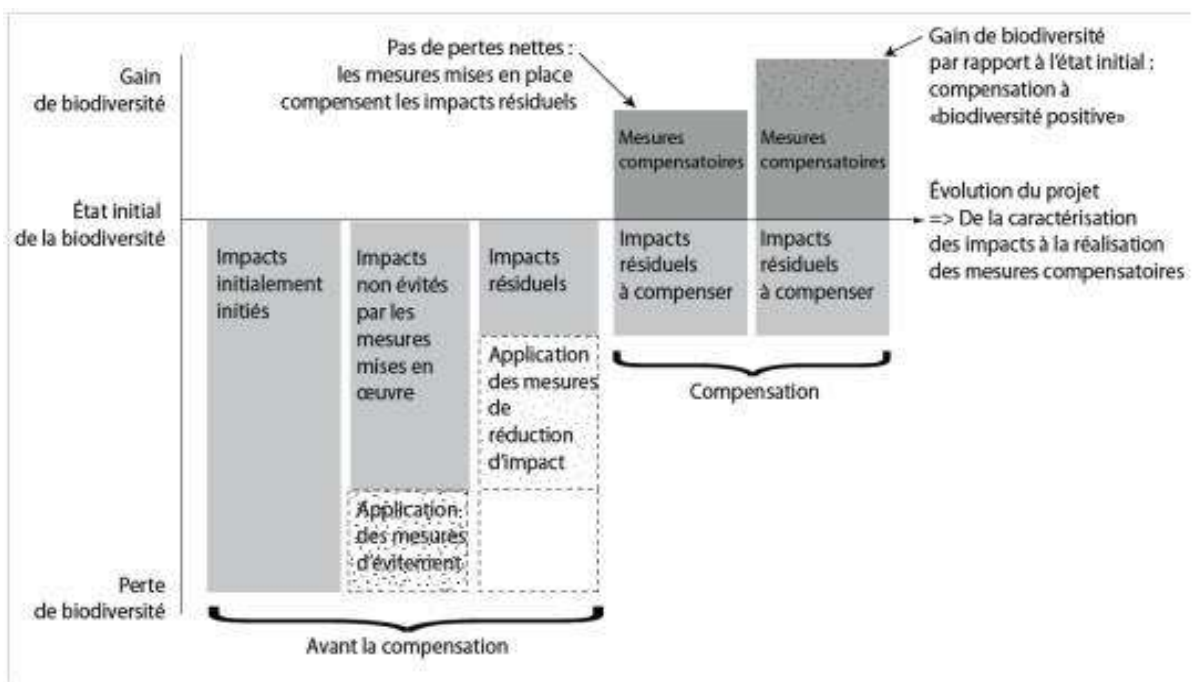 Pas de pertes nettes :
les mesures mises en place
compensent les impacts résiduels
Gain de biodiversité
par rapport à l'état initial :
compensation à
«biodiversité positive»
Gain
de biodiversité
Mesures
compensatoires
Mesures
compensatoires
État initial
de la biodiversité
Évolution du projet
=> De la caractérisation
des impacts à la réalisation
des mesures compensatoires
Impacts
initialement
initiés
Impacts
non évités
par les
mesures
mises en
œuvre
Impacts
résiduels
Impacts
résiduels
à compenser
Impacts
résiduels
à compenser
Application
des mesures
de
réduction
d'impact
Compensation
Application
des mesures
d'évitement
Perte
de biodiversité
Avant la compensation